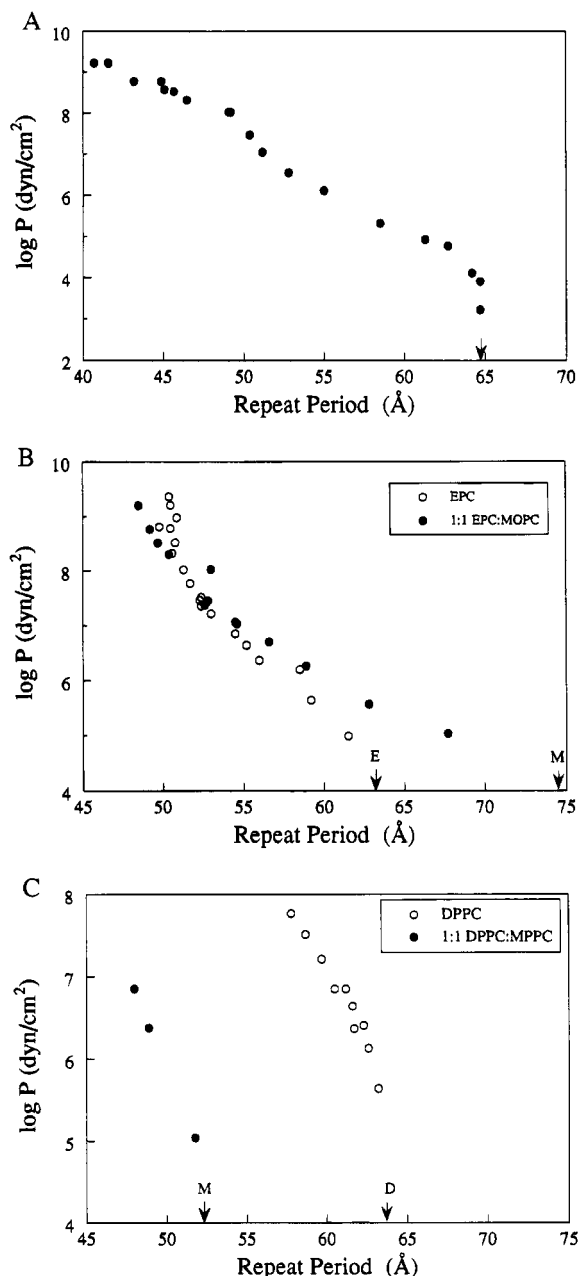 A
10
8
6
4
2
log P (dyn/cm²)
40 45 50 55 60 65 70
Repeat Period (Å)
B
10
8
6
4
log P (dyn/cm²)
EPC
1:1 EPC:MOPC
E M
45 50 55 60 65 70 75
Repeat Period (Å)
C
8
7
6
5
4
log P (dyn/cm²)
DPPC
1:1 DPPC:MPPC
M D
45 50 55 60 65 70 75
Repeat Period (Å)